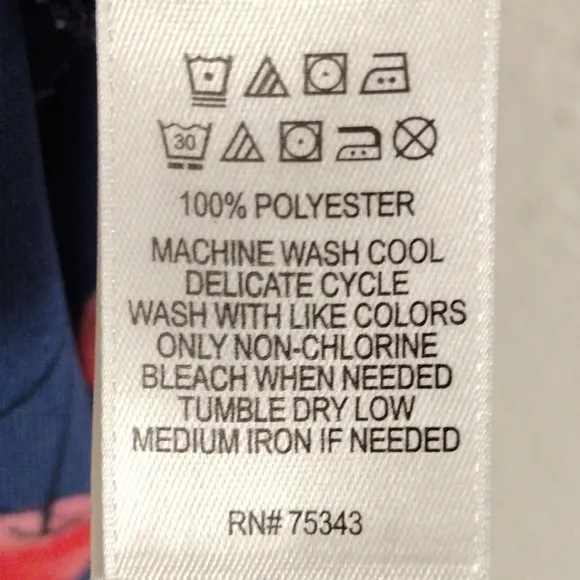 30
100% POLYESTER
MACHINE WASH COOL
DELICATE CYCLE
WASH WITH LIKE COLORS
ONLY NON-CHLORINE
BLEACH WHEN NEEDED
TUMBLE DRY LOW
MEDIUM IRON IF NEEDED
RN# 75343